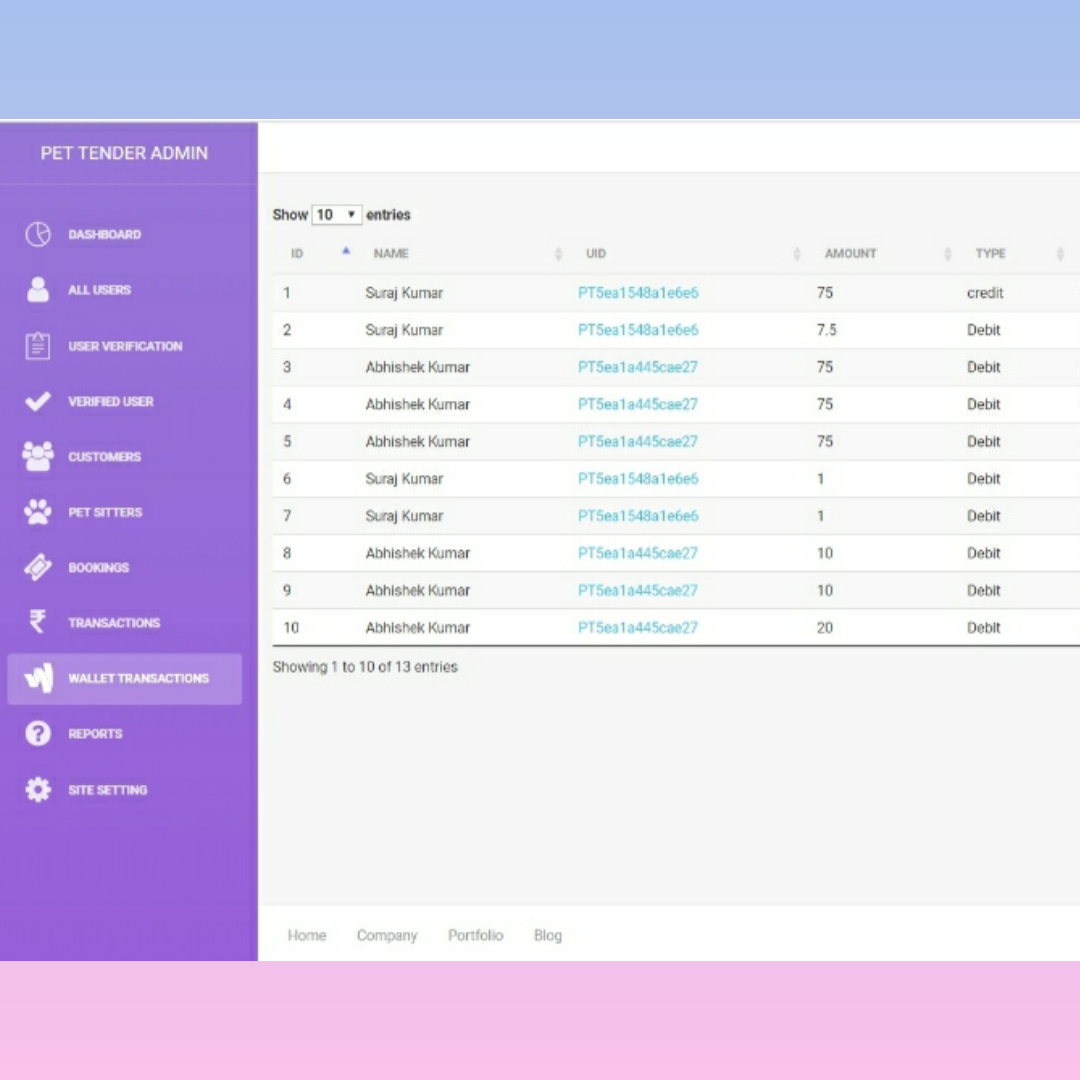 PET TENDER ADMIN
DASHBOARD
ALL USERS
USER VERIFICATION
VERIFIED USER
CUSTOMERS
PET SITTERS
BOOKINGS
TRANSACTIONS
WALLET TRANSACTIONS
REPORTS
SITE SETTING
Show 10 entries
ID NAME UID AMOUNT TYPE
1 Suraj Kumar PT5ea1548a1e6e6 75 credit
2 Suraj Kumar PT5ea1548a1e6e6 7.5 Debit
3 Abhishek Kumar PT5ea1a445cae27 75 Debit
4 Abhishek Kumar PT5ea1a445cae27 75 Debit
5 Abhishek Kumar PT5ea1a445cae27 75 Debit
6 Suraj Kumar PT5ea1548a1e6e6 1 Debit
7 Suraj Kumar PT5ea1548a1e6e6 1 Debit
8 Abhishek Kumar PT5ea1a445cae27 10 Debit
9 Abhishek Kumar PT5ea1a445cae27 10 Debit
10 Abhishek Kumar PT5ea1a445cae27 20 Debit
Showing 1 to 10 of 13 entries
Home Company Portfolio Blog